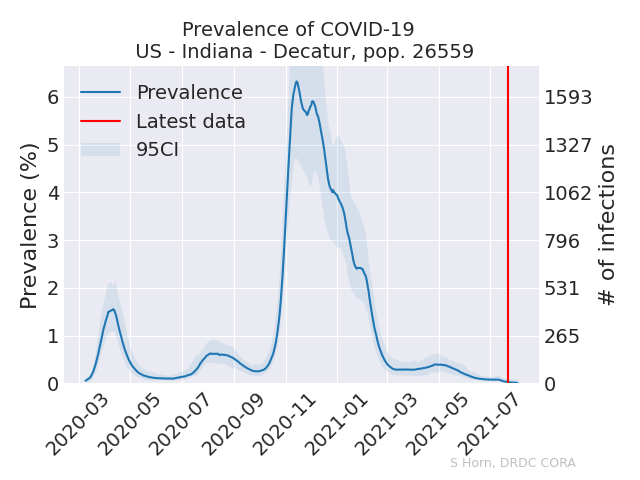 Prevalence of COVID-19
US - Indiana - Decatur, pop. 26559
Prevalence
Latest data
95CI
Prevalence (%)
6
5
4
3
2
1
0
1593
1327
1062
796
531
265
0
# of infections
2020-03
2020-05
2020-07
2020-09
2020-11
2021-01
2021-03
2021-05
2021-07
S Horn, DRDC CORA